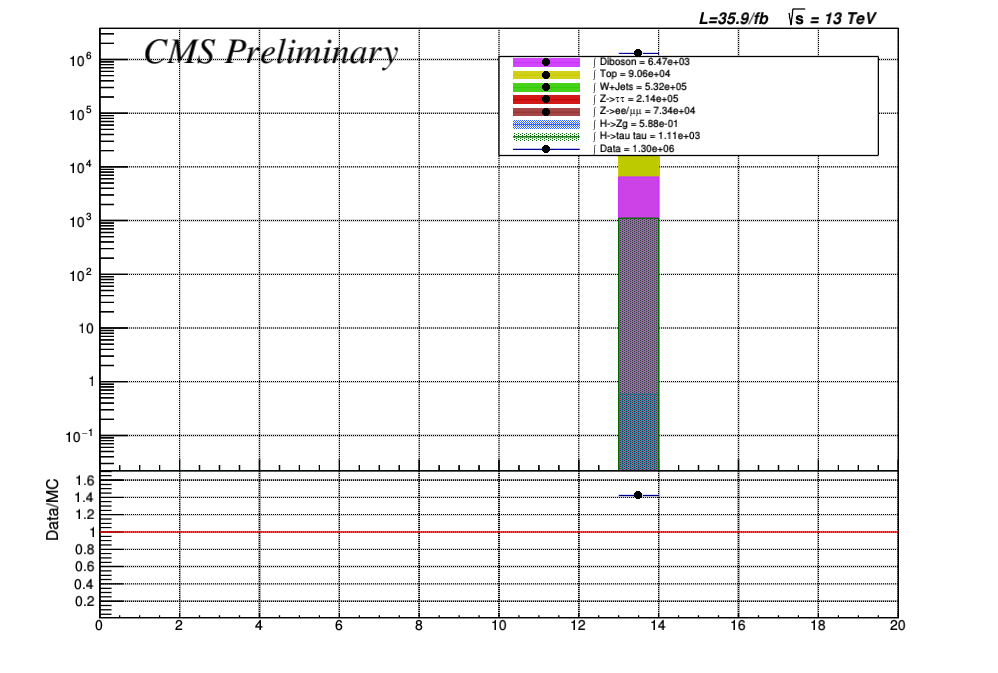 L=35.9/fb √s = 13 TeV
CMS Preliminary
∫ Diboson = 6.47e+03
∫ Top = 9.06e+04
∫ W+Jets = 5.32e+05
∫ Z->ττ = 2.14e+05
∫ Z->ee/μμ = 7.34e+04
∫ H->Zg = 5.88e-01
∫ H->tau tau = 1.11e+03
∫ Data = 1.30e+06
10⁶
10⁵
10⁴
10³
10²
10
1
10⁻¹
Data/MC
1.6
1.4
1.2
1
0.8
0.6
0.4
0.2
0 2 4 6 8 10 12 14 16 18 20